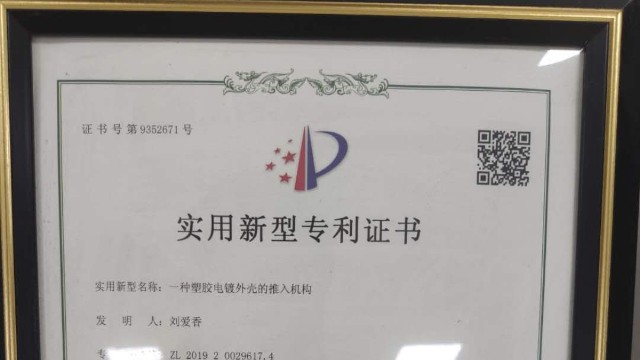 证书号第9352671号
实用新型专利证书
实用新型名称：一种塑胶电镀外壳的推入机构
发明人：刘爱香
专 ZL 2019 2 0029617.4